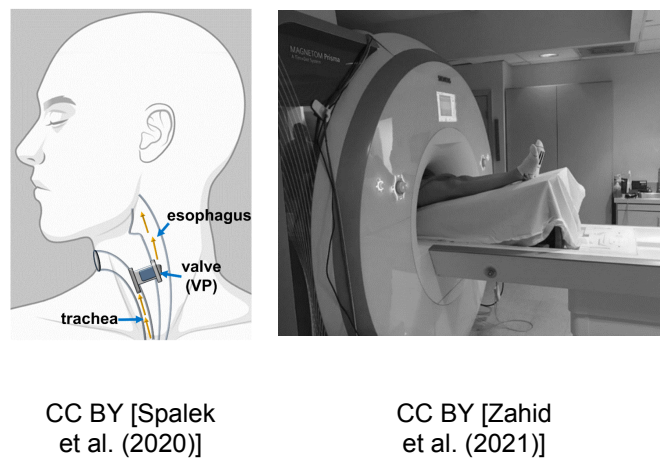 esophagus
valve
(VP)
trachea
MAGNETOM Prisma
CC BY [Spalek
et al. (2020)]
CC BY [Zahid
et al. (2021)]